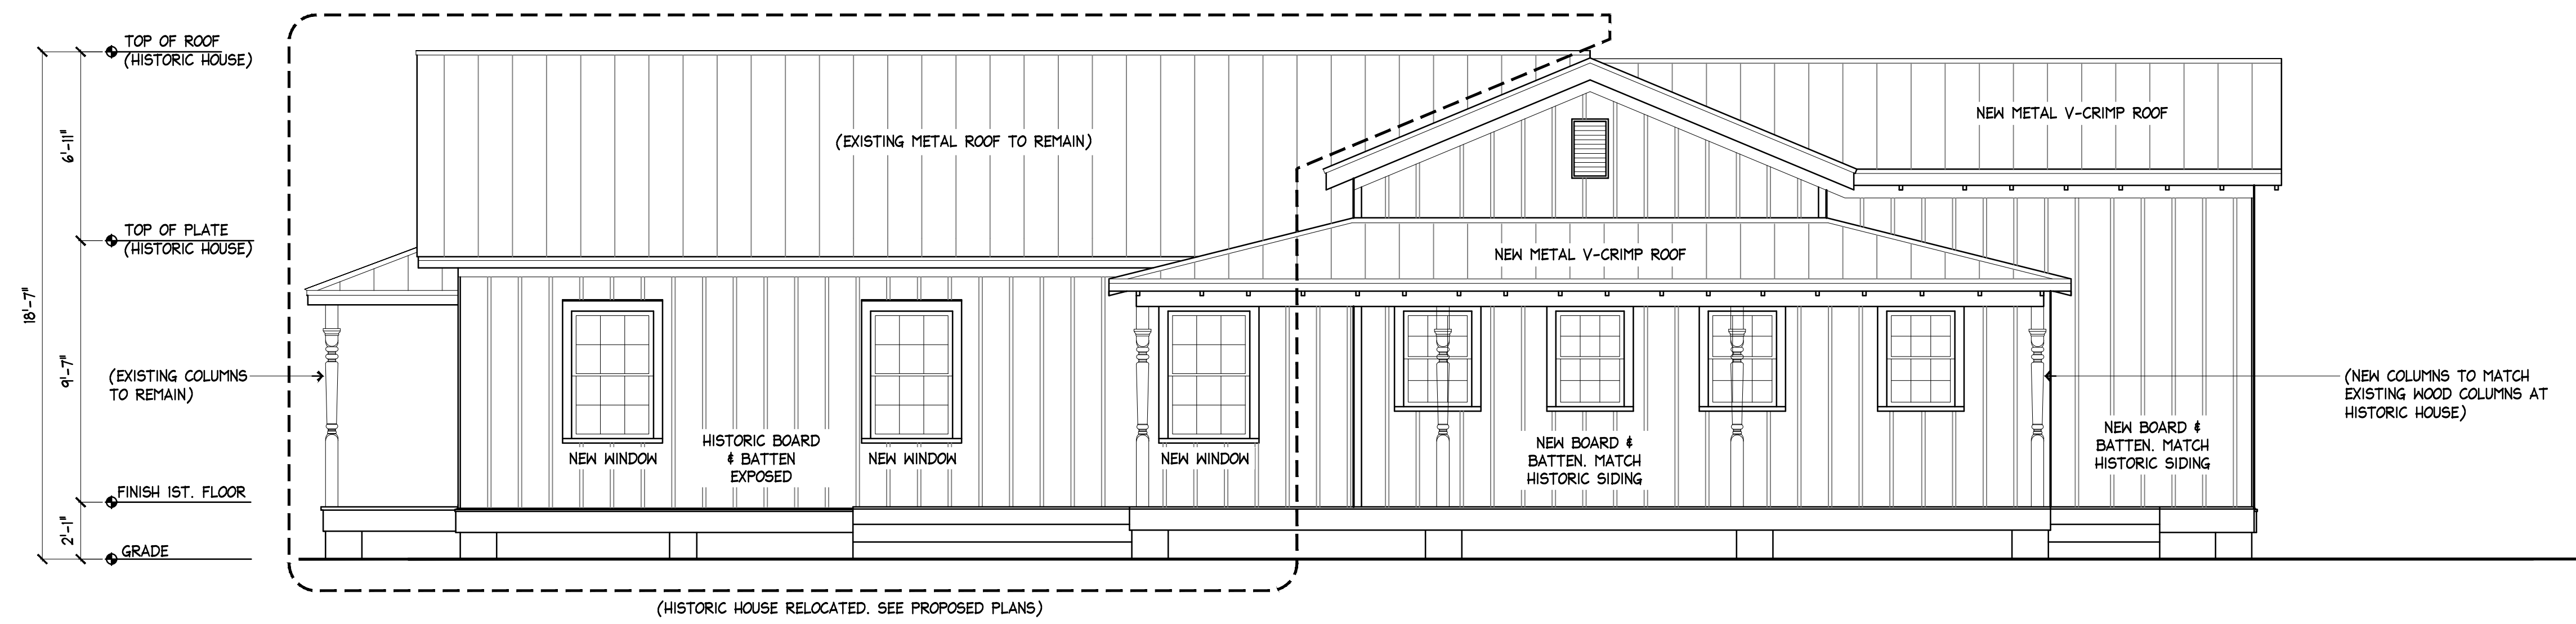 TOP OF ROOF
(HISTORIC HOUSE)
6'-11"
(EXISTING METAL ROOF TO REMAIN)
NEW METAL V-CRIMP ROOF
TOP OF PLATE
(HISTORIC HOUSE)
NEW METAL V-CRIMP ROOF
18'-7"
9'-7"
(EXISTING COLUMNS
TO REMAIN)
(NEW COLUMNS TO MATCH
EXISTING WOOD COLUMNS AT
HISTORIC HOUSE)
NEW WINDOW
HISTORIC BOARD
& BATTEN
EXPOSED
NEW WINDOW
NEW WINDOW
NEW BOARD &
BATTEN. MATCH
HISTORIC SIDING
NEW BOARD &
BATTEN. MATCH
HISTORIC SIDING
FINISH 1ST. FLOOR
2'-1"
GRADE
(HISTORIC HOUSE RELOCATED. SEE PROPOSED PLANS)